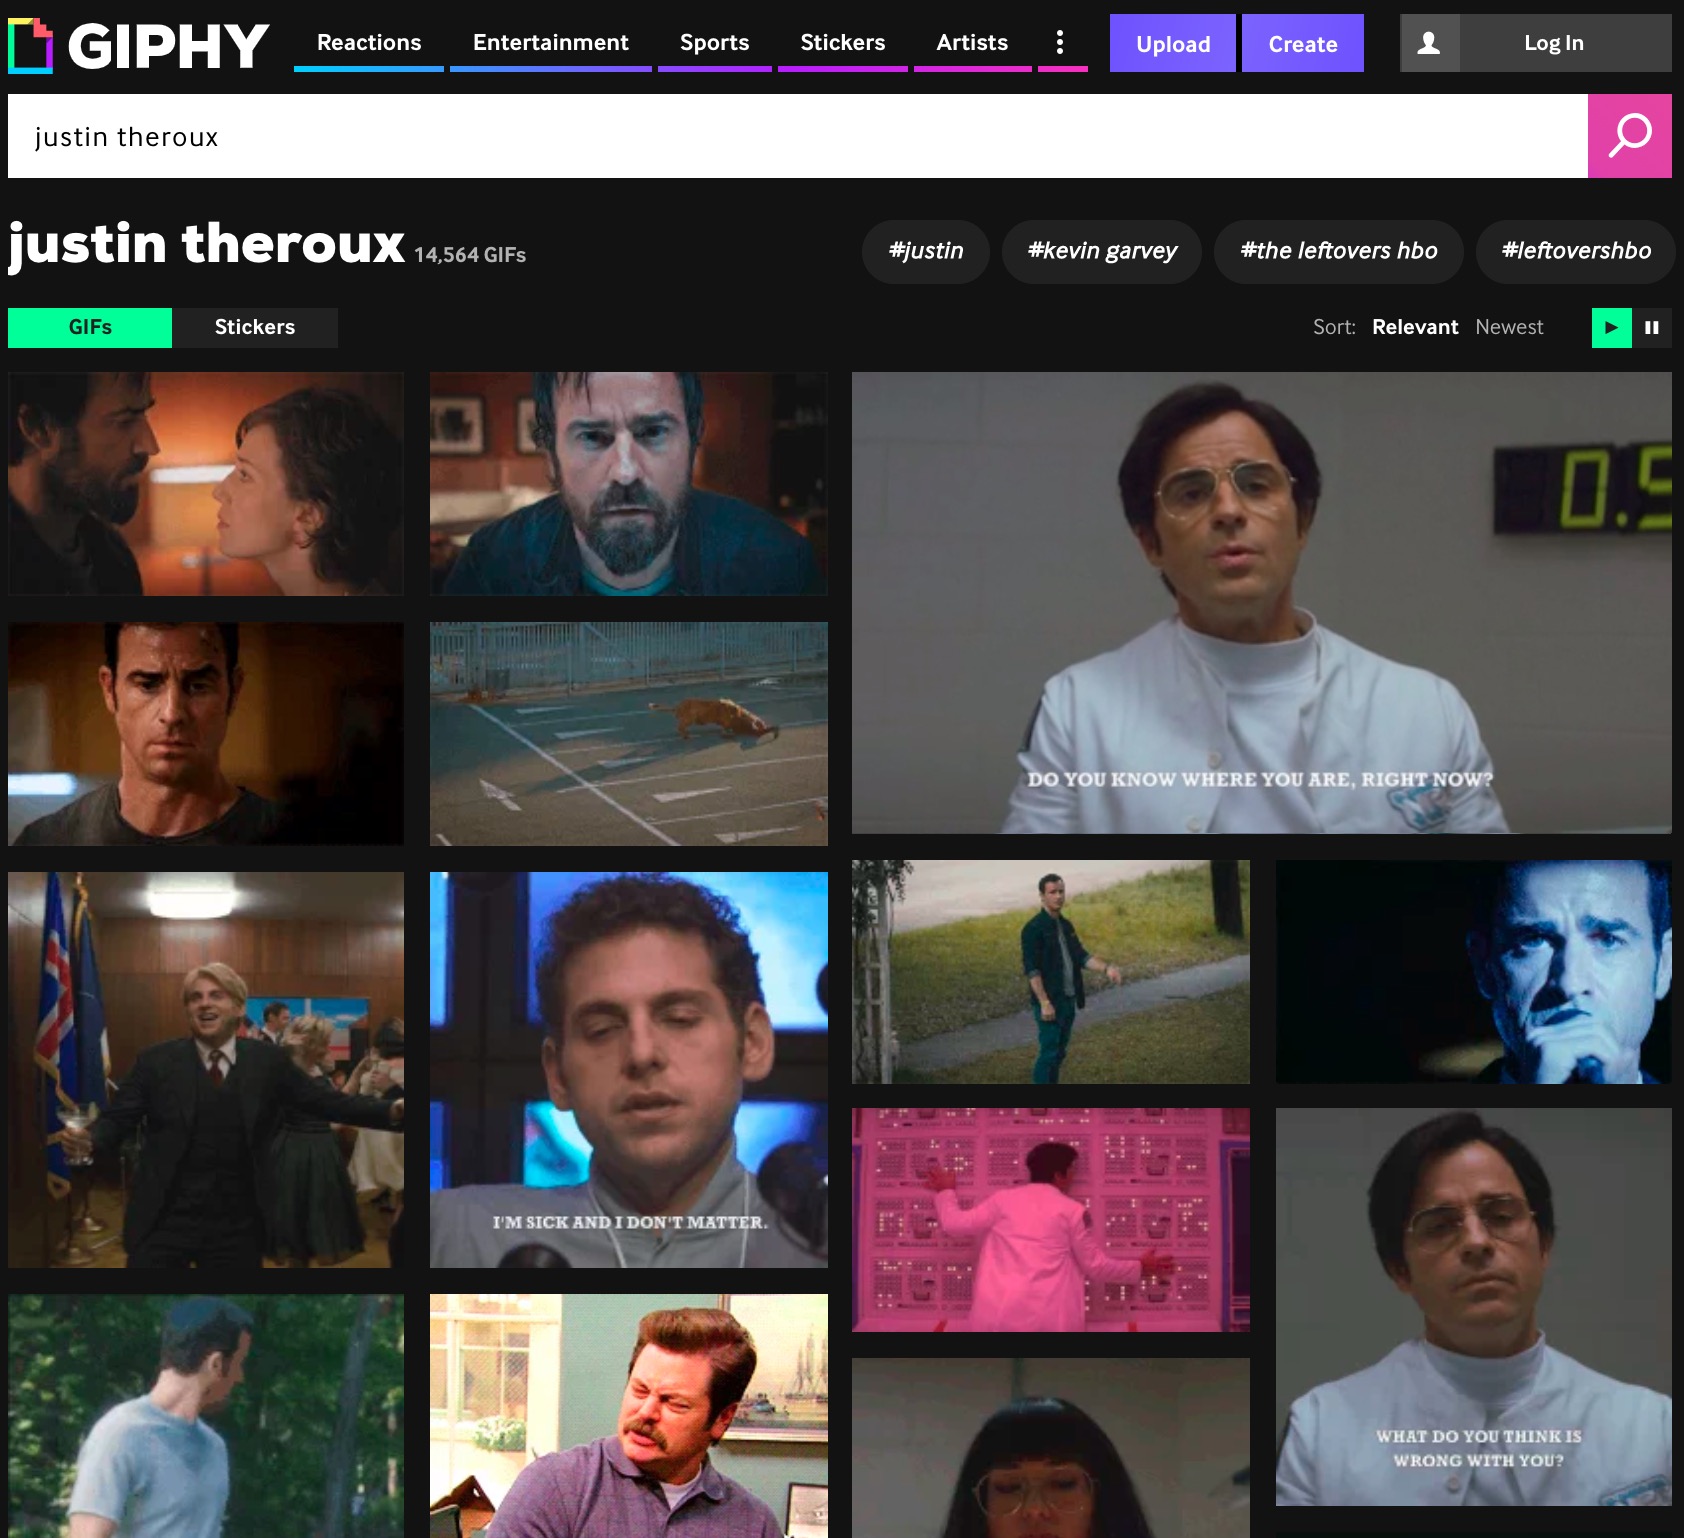 GIPHY
Reactions
Entertainment
Sports
Stickers
Artists
Upload
Create
Log In
justin theroux
justin theroux 14,564 GIFs
#justin
#kevin garvey
#the leftovers hbo
#leftovershbo
GIFs
Stickers
Sort: Relevant Newest
0.5
DO YOU KNOW WHERE YOU ARE, RIGHT NOW?
I'M SICK AND I DON'T MATTER.
WHAT DO YOU THINK IS
WRONG WITH YOU?